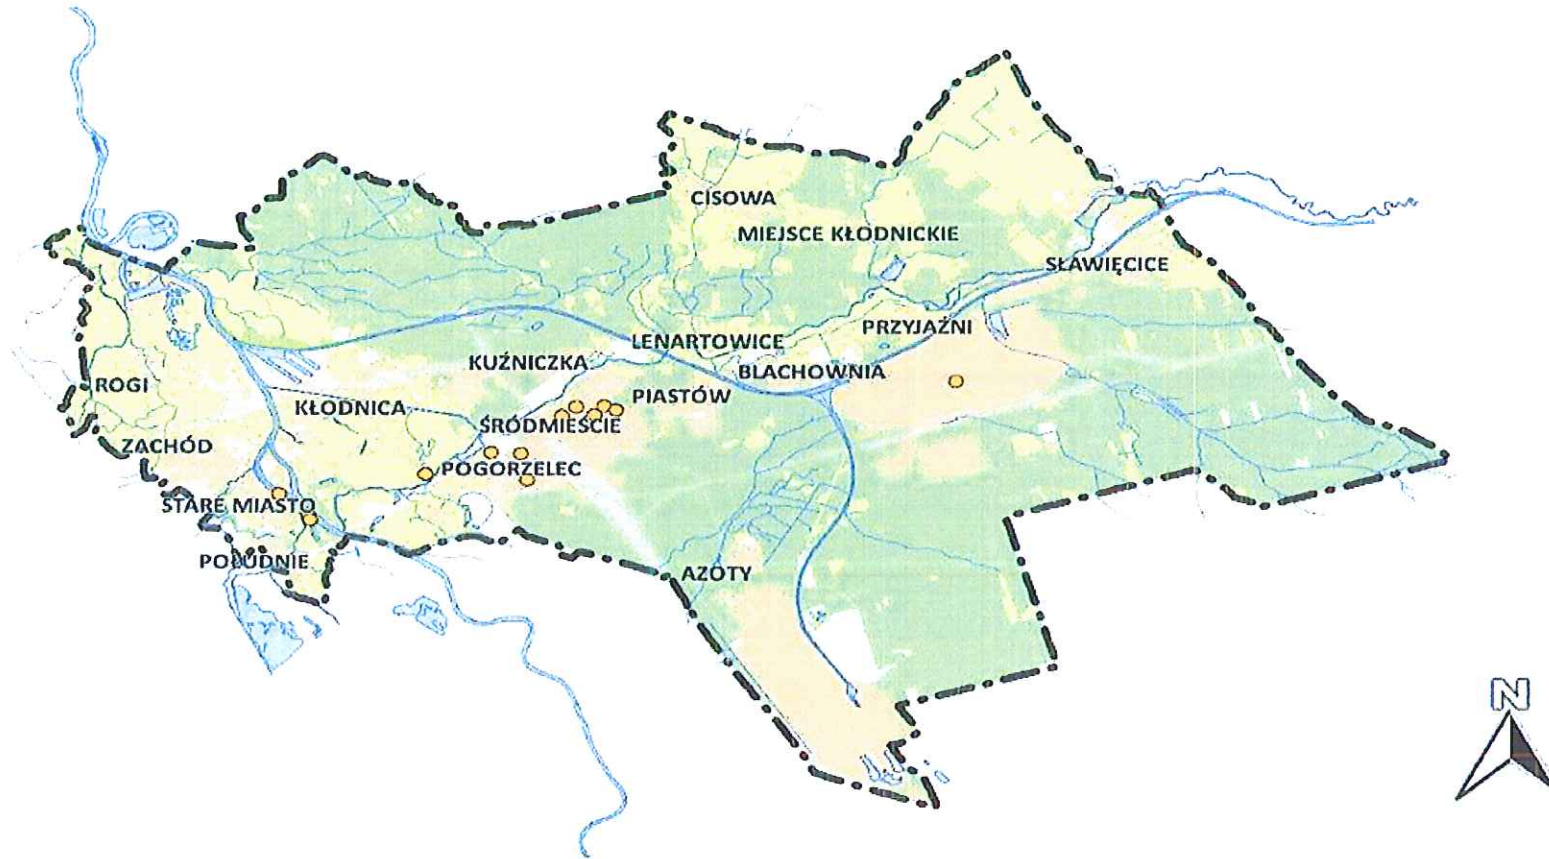 CISOWA
MIEJSCE KŁODNICKIE
SŁAWIĘCICE
PRZYJAŹNI
LENARTOWICE
KUŹNICZKA
BLACHOWNIA
ROGI
PIASTÓW
KŁODNICA
ŚRÓDMIEŚCIE
ZACHÓD
POGORZELEC
STARE MIASTO
POŁUDNIE
AZOTY
N